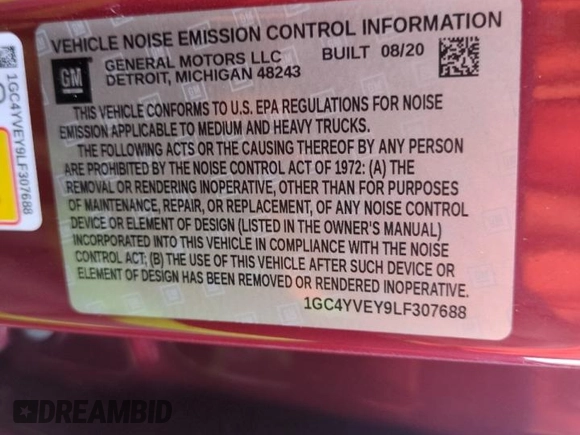 VEHICLE NOISE EMISSION CONTROL INFORMATION
GM
GENERAL MOTORS LLC BUILT 08/20
DETROIT, MICHIGAN 48243
THIS VEHICLE CONFORMS TO U.S. EPA REGULATIONS FOR NOISE
EMISSION APPLICABLE TO MEDIUM AND HEAVY TRUCKS.
THE FOLLOWING ACTS OR THE CAUSING THEREOF BY ANY PERSON
ARE PROHIBITED BY THE NOISE CONTROL ACT OF 1972: (A) THE
REMOVAL OR RENDERING INOPERATIVE, OTHER THAN FOR PURPOSES
OF MAINTENANCE, REPAIR, OR REPLACEMENT, OF ANY NOISE CONTROL
DEVICE OR ELEMENT OF DESIGN (LISTED IN THE OWNER'S MANUAL)
INCORPORATED INTO THIS VEHICLE IN COMPLIANCE WITH THE NOISE
CONTROL ACT; (B) THE USE OF THIS VEHICLE AFTER SUCH DEVICE OR
ELEMENT OF DESIGN HAS BEEN REMOVED OR RENDERED INOPERATIVE.
1GC4YVEY9LF307688
1GC4YVEY9LF307688
DREAMBID